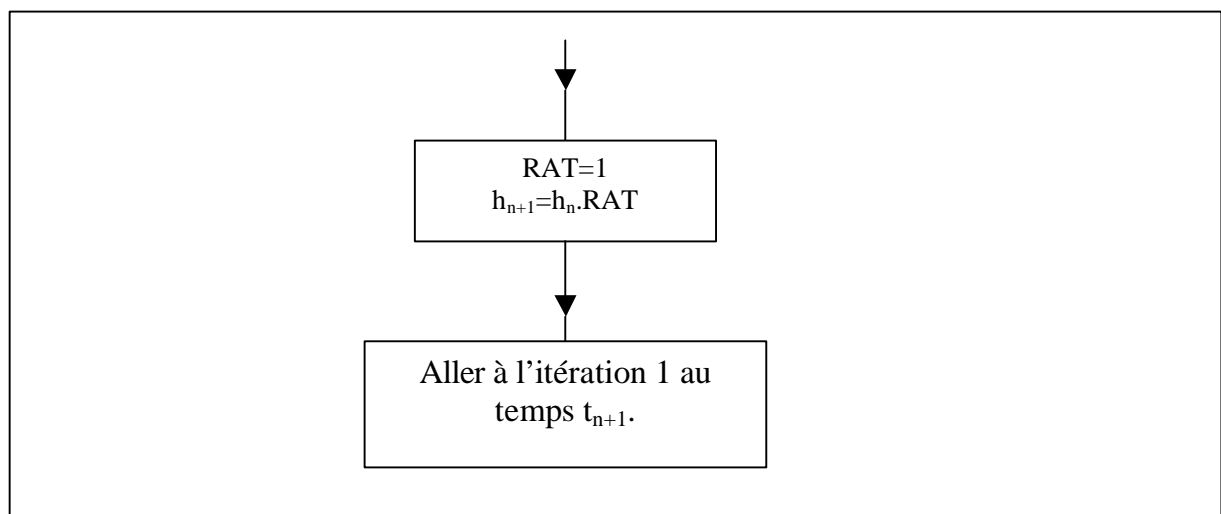 RAT=1
hₙ₊₁=hₙ.RAT
Aller à l’itération 1 au
temps tₙ₊₁.